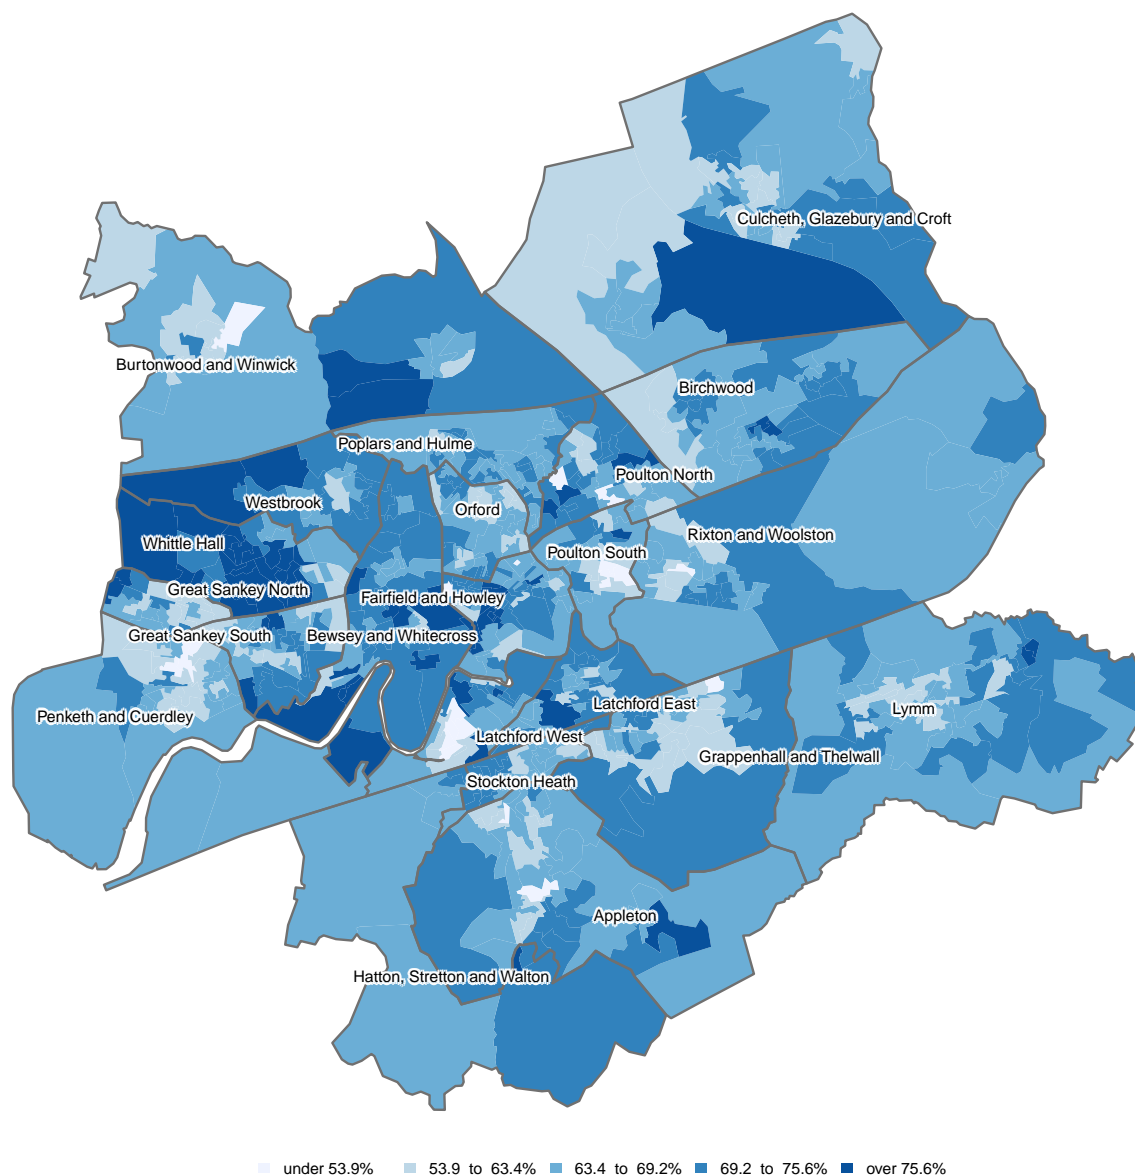 Culcheth, Glazebury and Croft
Burtonwood and Winwick
Birchwood
Poplars and Hulme
Poulton North
Westbrook
Orford
Rixton and Woolston
Whittle Hall
Poulton South
Great Sankey North
Fairfield and Howley
Great Sankey South
Bewsey and Whitecross
Latchford East
Lymm
Penketh and Cuerdley
Latchford West
Grappenhall and Thelwall
Stockton Heath
Appleton
Hatton, Stretton and Walton
under 53.9% 53.9 to 63.4% 63.4 to 69.2% 69.2 to 75.6% over 75.6%